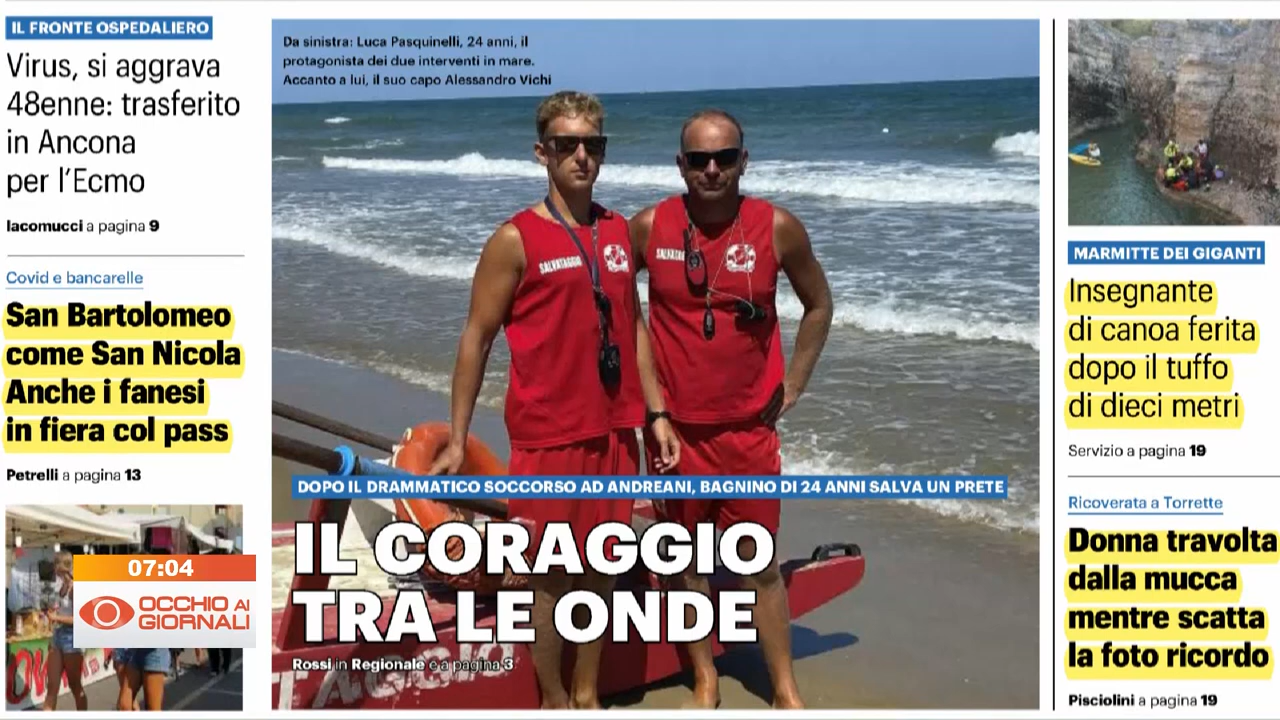 IL FRONTE OSPEDALIERO
Virus, si aggrava
48enne: trasferito
in Ancona
per l'Ecmo
Iacomucci a pagina 9
Covid e bancarelle
San Bartolomeo
come San Nicola
Anche i fanesi
in fiera col pass
Petrelli a pagina 13
07:04
OCCHIO AI
GIORNALI
Da sinistra: Luca Pasquinelli, 24 anni, il
protagonista dei due interventi in mare.
Accanto a lui, il suo capo Alessandro Vichi
SALVATAGGIO
DOPO IL DRAMMATICO SOCCORSO AD ANDREANI, BAGNINO DI 24 ANNI SALVA UN PRETE
IL CORAGGIO
TRA LE ONDE
Rossi in Regionale e a pagina 3
MARMITTE DEI GIGANTI
Insegnante
di canoa ferita
dopo il tuffo
di dieci metri
Servizio a pagina 19
Ricoverata a Torrette
Donna travolta
dalla mucca
mentre scatta
la foto ricordo
Pisciolini a pagina 19